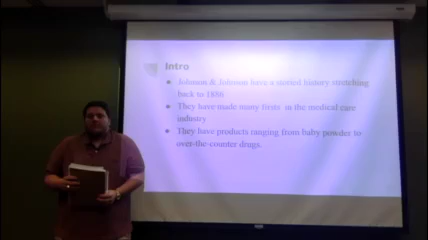 Intro
● Johnson & Johnson have a storied history stretching
back to 1886
● They have made many firsts in the medical care
industry
● They have products ranging from baby powder to
over-the-counter drugs.